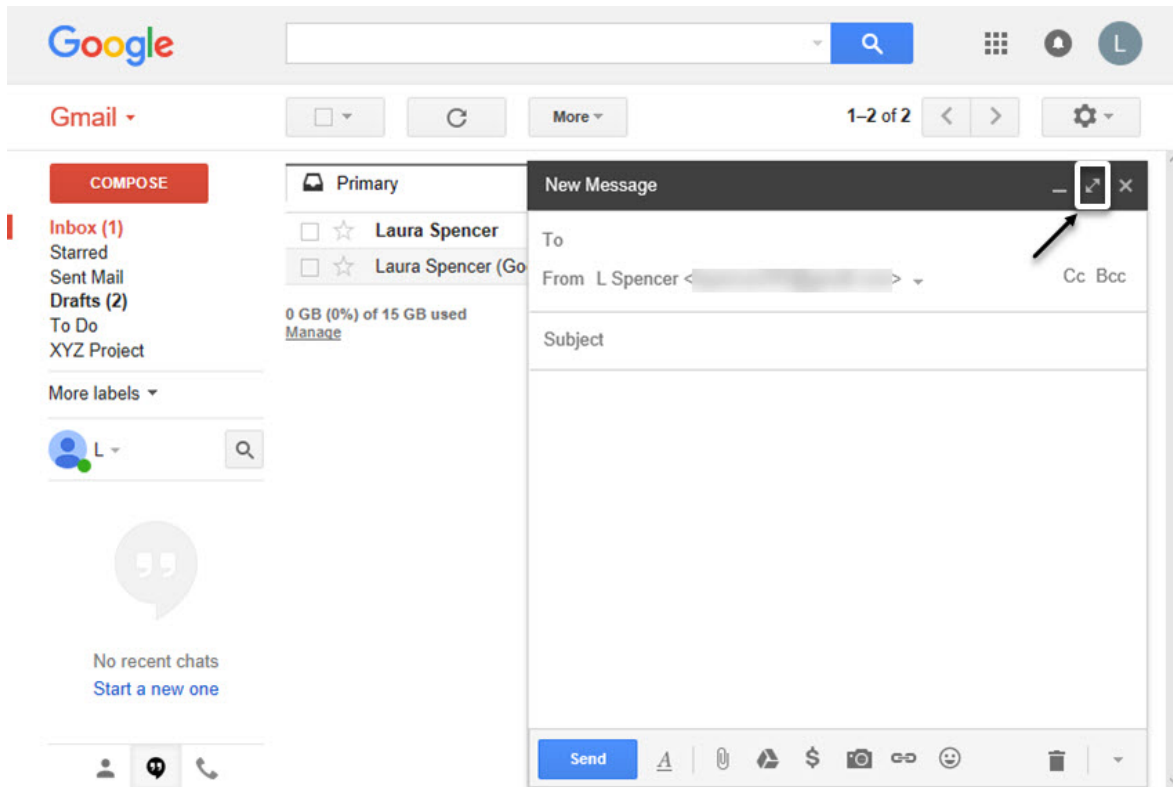 Google
L
Gmail
More
1–2 of 2
COMPOSE
Inbox (1)
Starred
Sent Mail
Drafts (2)
To Do
XYZ Project
More labels
L
No recent chats
Start a new one
Primary
Laura Spencer
Laura Spencer (Go
0 GB (0%) of 15 GB used
Manage
New Message
To
From L Spencer < >
Cc Bcc
Subject
Send
A
$